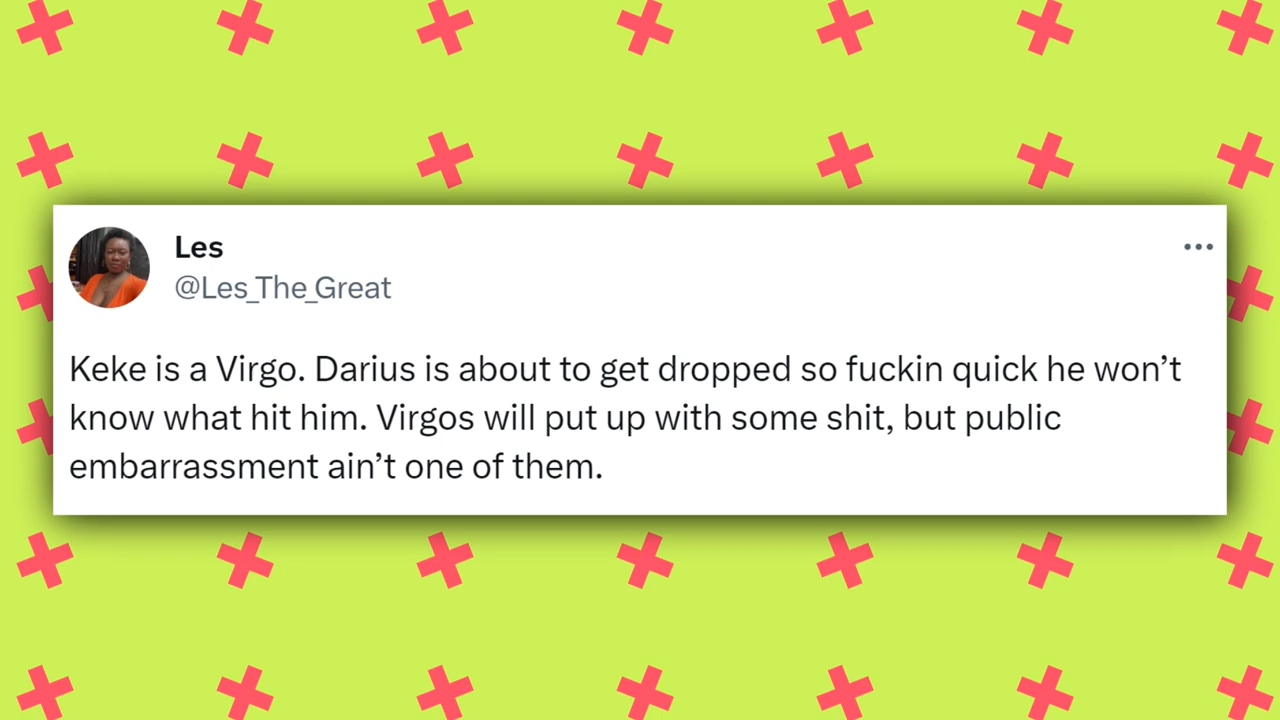 Les
@Les_The_Great
Keke is a Virgo. Darius is about to get dropped so fuckin quick he won’t
know what hit him. Virgos will put up with some shit, but public
embarrassment ain’t one of them.